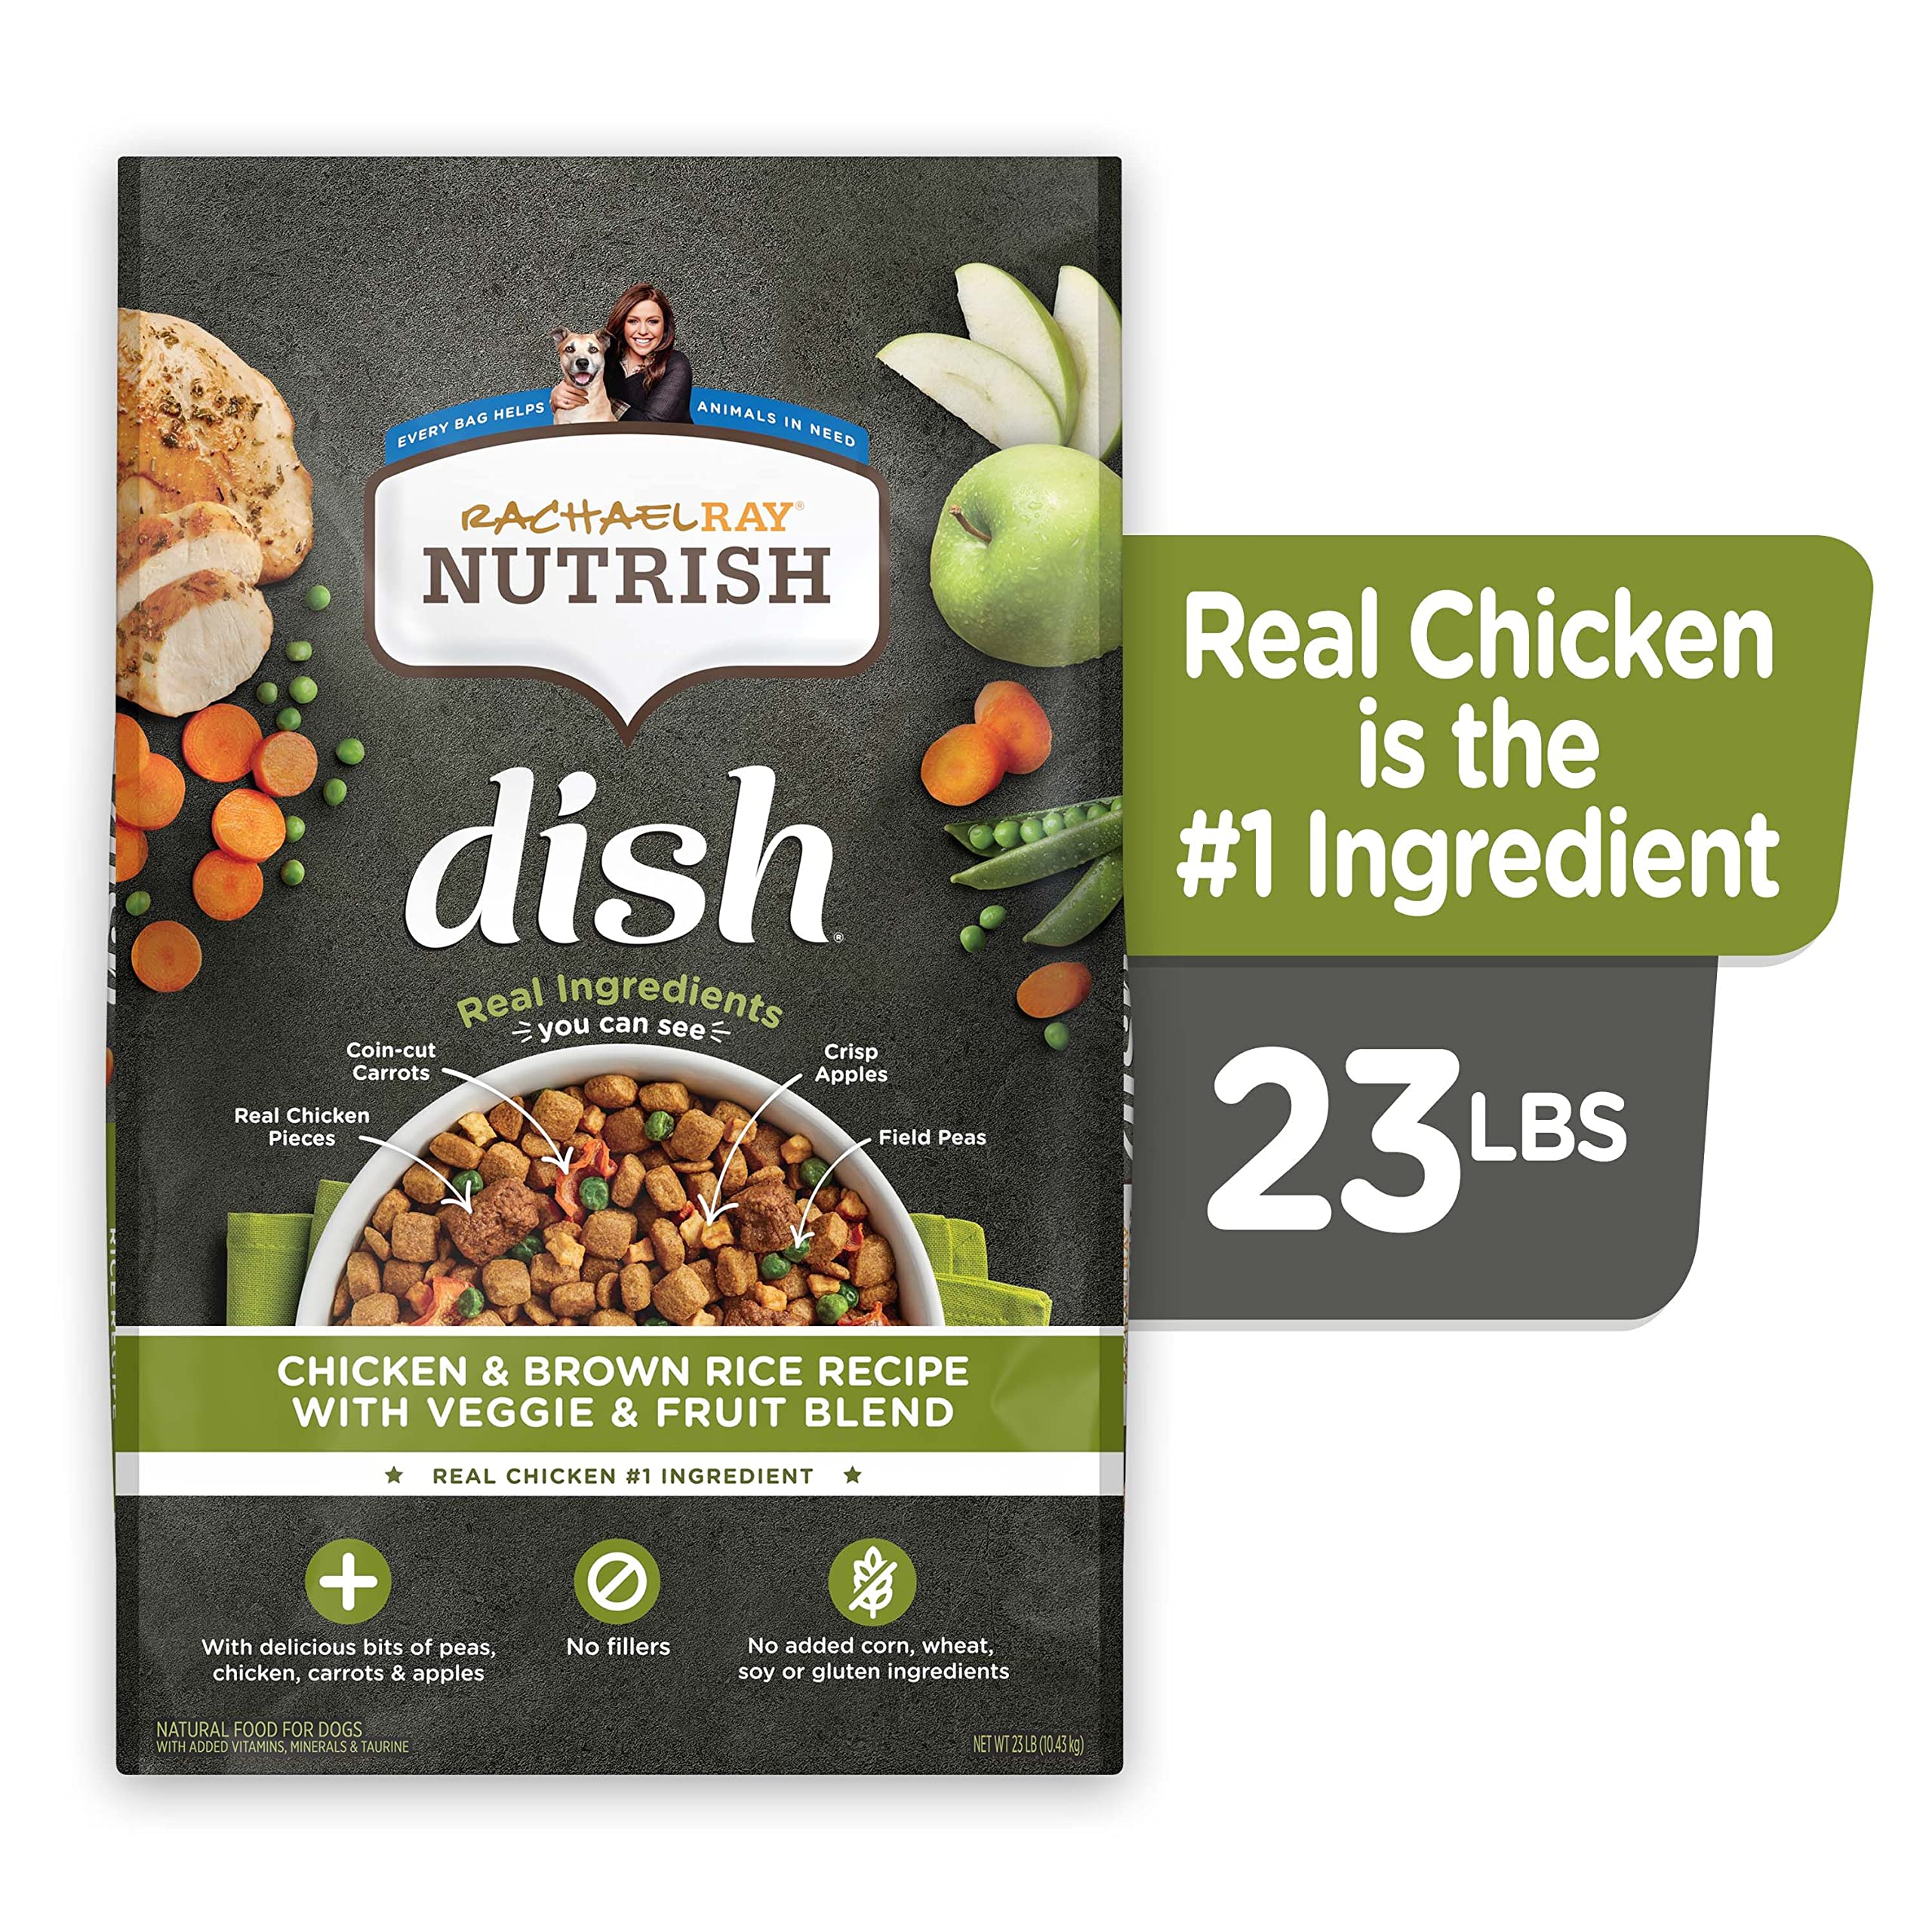 EVERY BAG HELPS ANIMALS IN NEED
RACHAELRAY®
NUTRISH
dish®
Real Ingredients
you can see
Coin-cut
Carrots
Crisp
Apples
Real Chicken
Pieces
Field Peas
CHICKEN & BROWN RICE RECIPE
WITH VEGGIE & FRUIT BLEND
★ REAL CHICKEN #1 INGREDIENT ★
With delicious bits of peas,
chicken, carrots & apples
No fillers
No added corn, wheat,
soy or gluten ingredients
NATURAL FOOD FOR DOGS
WITH ADDED VITAMINS, MINERALS & TAURINE
NET WT 23 LB (10.43 kg)
Real Chicken
is the
#1 Ingredient
23 LBS